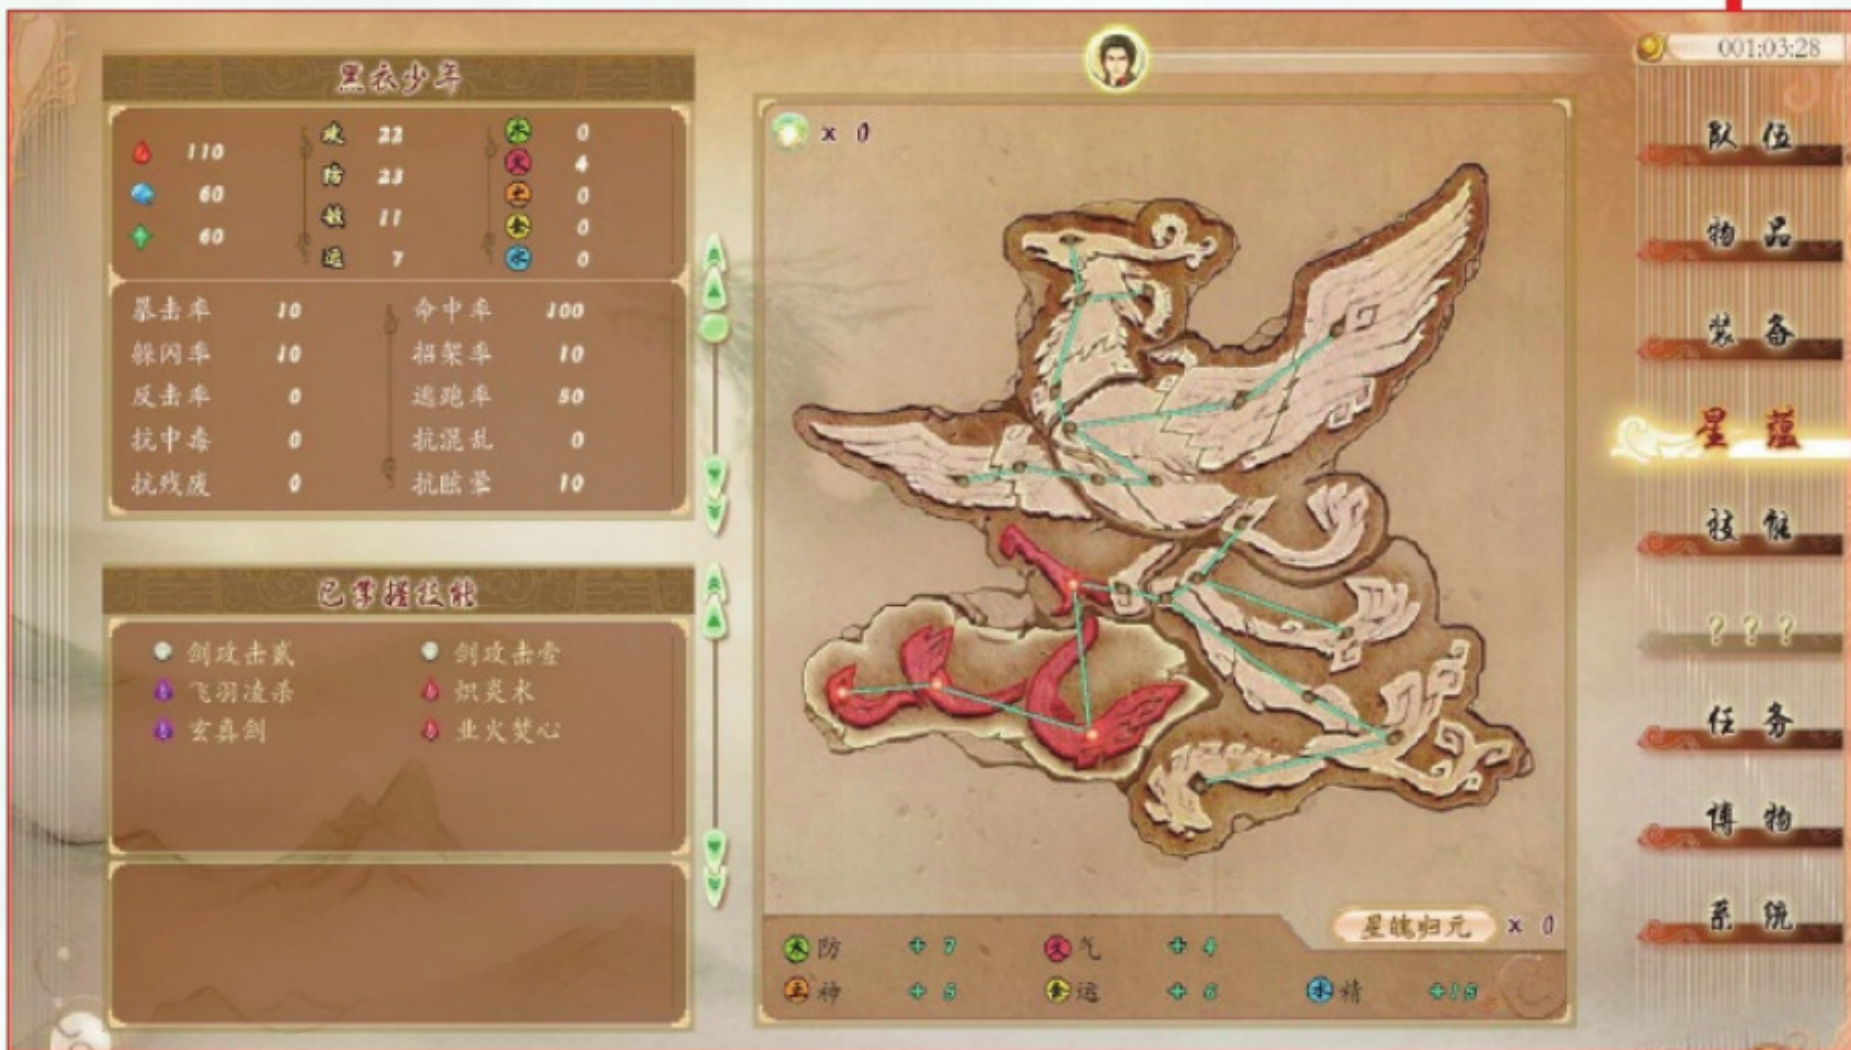 001:03:28
黑衣少年
110 速 22 木 0
60 防 23 火 4
60 敏 11 土 0
运 7 金 0
水 0
暴击率 10 命中率 100
躲闪率 10 招架率 10
反击率 0 逃跑率 50
抗中毒 0 抗混乱 0
抗残废 0 抗眩晕 10
已掌握技能
剑攻击贰 剑攻击壹
飞羽凌杀 炽炎术
玄真剑 业火焚心
x 0
星魄归元 x 0
木 防 + 7 火 气 + 4
土 神 + 5 金 运 + 6 水 精 +15
队伍
物品
装备
星蕴
技能
???
任务
博物
系统